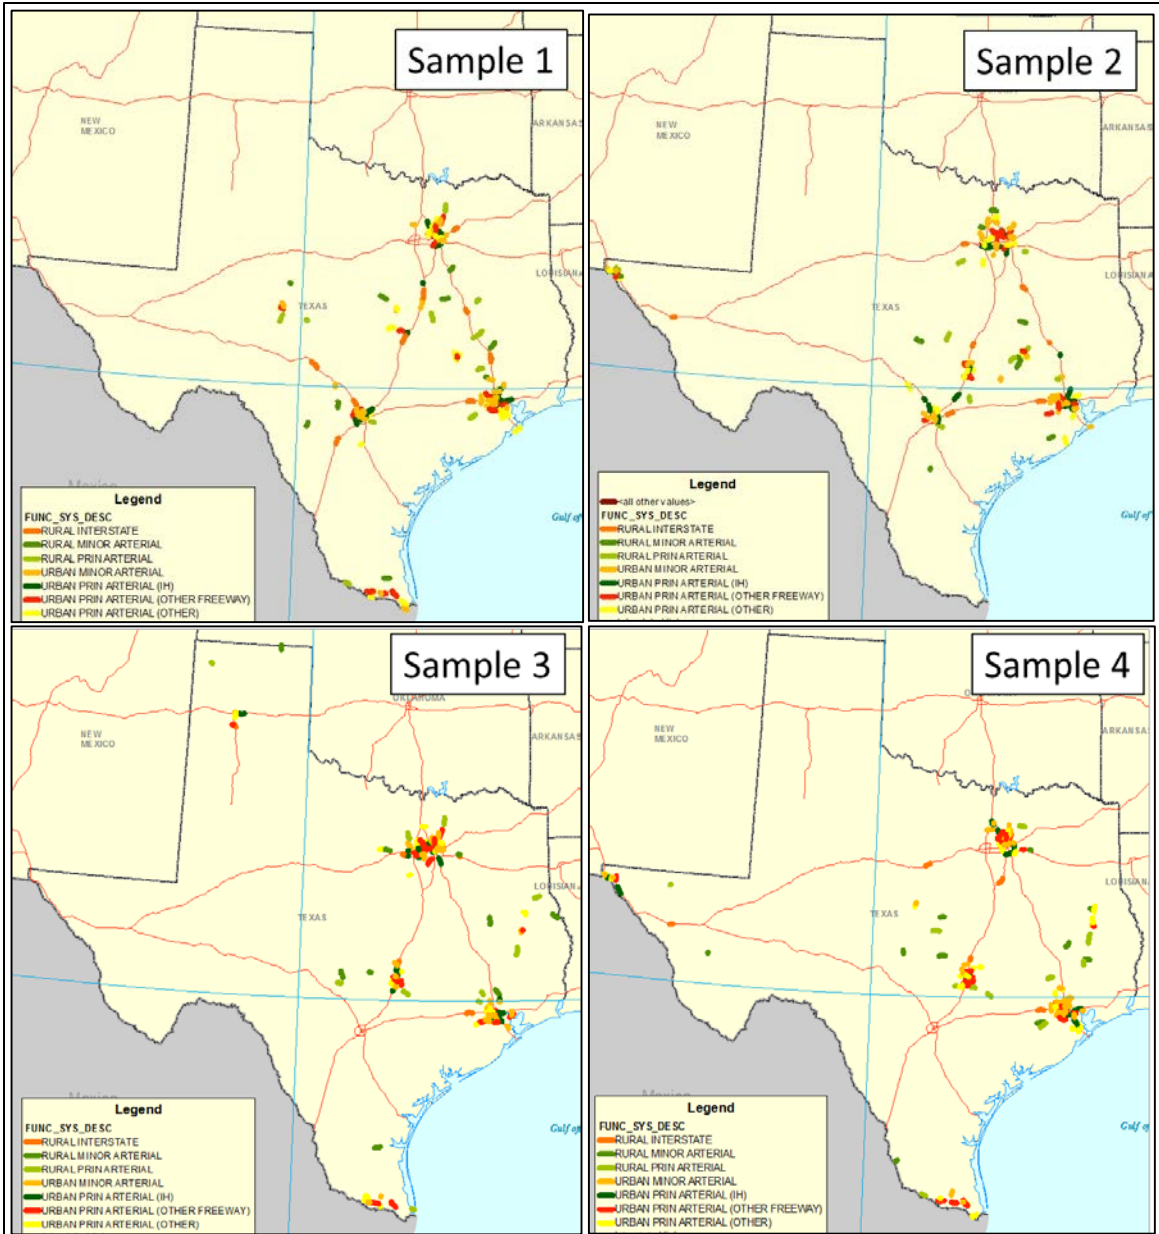 Sample 1
NEW
MEXICO
ARKANSAS
LOUISIANA
TEXAS
Mexico
Gulf of
Legend
FUNC_SYS_DESC
RURAL INTERSTATE
RURAL MINOR ARTERIAL
RURAL PRIN ARTERIAL
URBAN MINOR ARTERIAL
URBAN PRIN ARTERIAL (IH)
URBAN PRIN ARTERIAL (OTHER FREEWAY)
URBAN PRIN ARTERIAL (OTHER)
Sample 2
NEW
MEXICO
ARKANSAS
LOUISIANA
TEXAS
Gulf of
Legend
<all other values>
FUNC_SYS_DESC
RURAL INTERSTATE
RURAL MINOR ARTERIAL
RURAL PRIN ARTERIAL
URBAN MINOR ARTERIAL
URBAN PRIN ARTERIAL (IH)
URBAN PRIN ARTERIAL (OTHER FREEWAY)
URBAN PRIN ARTERIAL (OTHER)
Sample 3
OKLAHOMA
NEW
MEXICO
ARKANSAS
LOUISIANA
TEXAS
Mexico
Gulf of
Legend
FUNC_SYS_DESC
RURAL INTERSTATE
RURAL MINOR ARTERIAL
RURAL PRIN ARTERIAL
URBAN MINOR ARTERIAL
URBAN PRIN ARTERIAL (IH)
URBAN PRIN ARTERIAL (OTHER FREEWAY)
URBAN PRIN ARTERIAL (OTHER)
Sample 4
NEW
MEXICO
ARKANSAS
LOUISIANA
TEXAS
Gulf of
Legend
FUNC_SYS_DESC
RURAL INTERSTATE
RURAL MINOR ARTERIAL
RURAL PRIN ARTERIAL
URBAN MINOR ARTERIAL
URBAN PRIN ARTERIAL (IH)
URBAN PRIN ARTERIAL (OTHER FREEWAY)
URBAN PRIN ARTERIAL (OTHER)